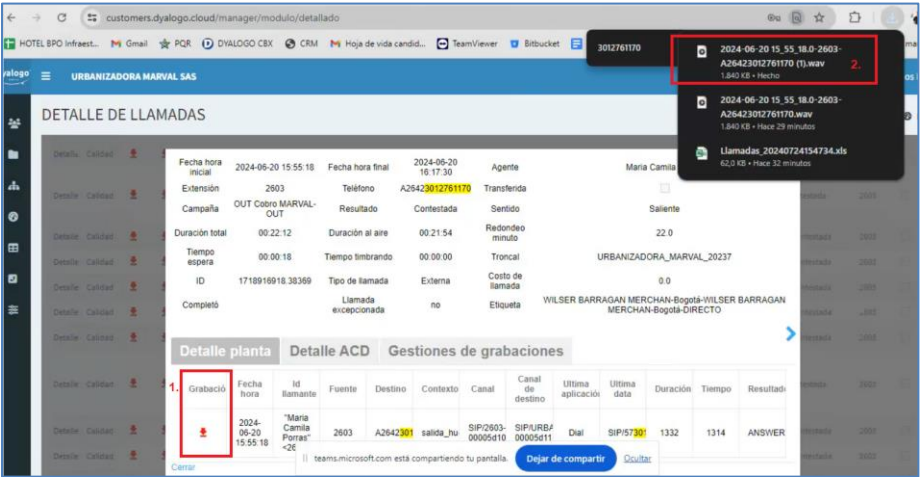 customers.dyalogo.cloud/manager/modulo/detallado
HOTEL BPO Infraest... Gmail PQR DYALOGO CBX CRM Hoja de vida candid... TeamViewer Bitbucket
3012761170
2024-06-20 15_55_18.0-2603-
A26423012761170 (1).wav
1.840 KB • Hecho
2.
2024-06-20 15_55_18.0-2603-
A26423012761170.wav
1.840 KB • Hace 29 minutos
Llamadas_20240724154734.xls
62,0 KB • Hace 32 minutos
yalogo
URBANIZADORA MARVAL SAS
DETALLE DE LLAMADAS
Detalle Calidad
Fecha hora inicial 2024-06-20 15:55:18 Fecha hora final 2024-06-20 16:17:30 Agente Maria Camila
Extensión 2603 Teléfono A26423012761170 Transferida
Campaña OUT Cobro MARVAL-OUT Resultado Contestada Sentido Saliente
Duración total 00:22:12 Duración al aire 00:21:54 Redondeo minuto 22.0
Tiempo espera 00:00:18 Tiempo timbrando 00:00:00 Troncal URBANIZADORA_MARVAL_20237
ID 1718916918.38369 Tipo de llamada Externa Costo de llamada 0.0
Completó Llamada excepcionada no Etiqueta WILSER BARRAGAN MERCHAN-Bogotá-WILSER BARRAGAN MERCHAN-Bogotá-DIRECTO
Detalle planta Detalle ACD Gestiones de grabaciones
1.
Grabació Fecha hora Id llamante Fuente Destino Contexto Canal Canal de destino Ultima aplicación Ultima data Duración Tiempo Resultado
2024-06-20 15:55:18 "Maria Camila Porras" <26 2603 A2642301 salida_hu SIP/2603-00005d10 SIP/URBA 00005d11 Dial SIP/57301 1332 1314 ANSWER
Cerrar
teams.microsoft.com está compartiendo tu pantalla. Dejar de compartir Ocultar